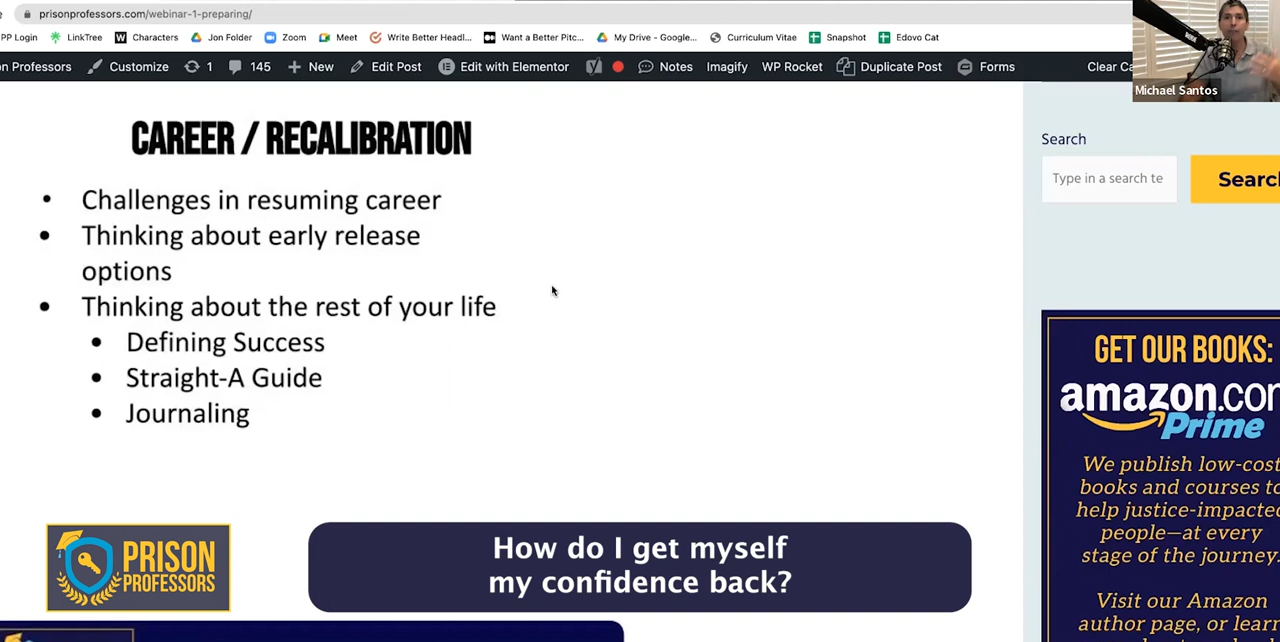 prisonprofessors.com/webinar-1-preparing/
PP Login LinkTree Characters Jon Folder Zoom Meet Write Better Headl... Want a Better Pitc... My Drive - Google... Curriculum Vitae Snapshot Edovo Cat
on Professors Customize 1 145 New Edit Post Edit with Elementor Notes Imagify WP Rocket Duplicate Post Forms Clear Ca
Michael Santos
CAREER / RECALIBRATION
• Challenges in resuming career
• Thinking about early release
options
• Thinking about the rest of your life
• Defining Success
• Straight-A Guide
• Journaling
Search
Type in a search te
Searc
GET OUR BOOKS:
amazon.co
Prime
We publish low-cost
books and courses to
help justice-impacted
people—at every
stage of the journey.
Visit our Amazon
author page, or learn
PRISON
PROFESSORS
How do I get myself
my confidence back?